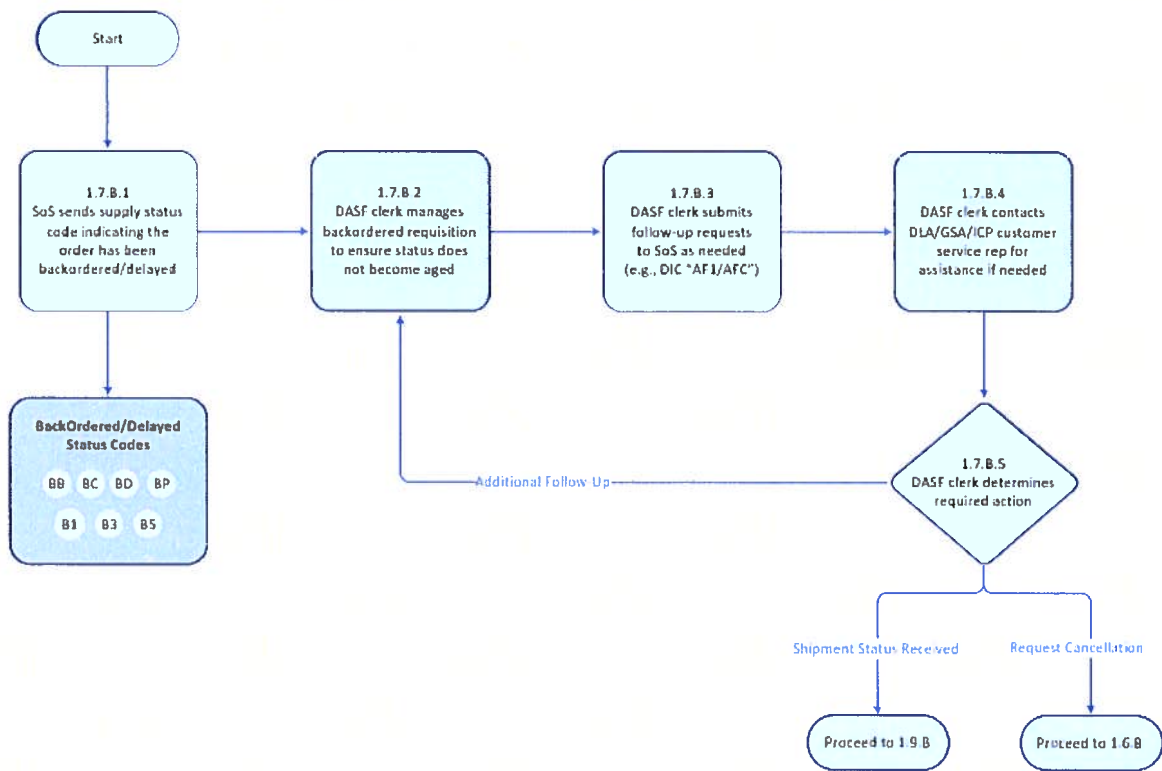 Start
1.7.B.1
SoS sends supply status
code indicating the
order has been
backordered/delayed
1.7.B.2
DASF clerk manages
backordered requisition
to ensure status does
not become aged
1.7.B.3
DASF clerk submits
follow-up requests
to SoS as needed
(e.g., DIC "AF1/AFC")
1.7.B.4
DASF clerk contacts
DLA/GSA/ICP customer
service rep for
assistance if needed
BackOrdered/Delayed
Status Codes
BB BC BD BP
B1 B3 B5
Additional Follow-Up
1.7.B.5
DASF clerk determines
required action
Shipment Status Received
Request Cancellation
Proceed to 1.9.B
Proceed to 1.6.B